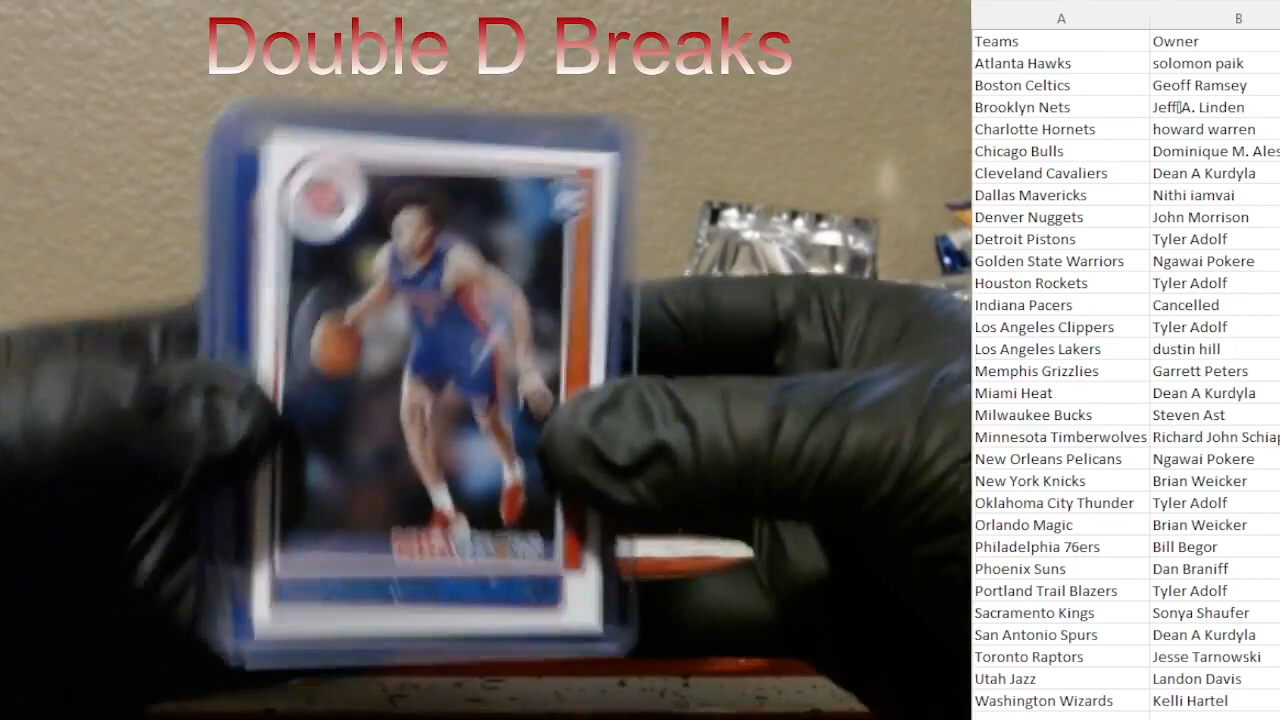 Double D Breaks
A B
Teams Owner
Atlanta Hawks solomon paik
Boston Celtics Geoff Ramsey
Brooklyn Nets Jeff▯A. Linden
Charlotte Hornets howard warren
Chicago Bulls Dominique M. Ales
Cleveland Cavaliers Dean A Kurdyla
Dallas Mavericks Nithi iamvai
Denver Nuggets John Morrison
Detroit Pistons Tyler Adolf
Golden State Warriors Ngawai Pokere
Houston Rockets Tyler Adolf
Indiana Pacers Cancelled
Los Angeles Clippers Tyler Adolf
Los Angeles Lakers dustin hill
Memphis Grizzlies Garrett Peters
Miami Heat Dean A Kurdyla
Milwaukee Bucks Steven Ast
Minnesota Timberwolves Richard John Schiap
New Orleans Pelicans Ngawai Pokere
New York Knicks Brian Weicker
Oklahoma City Thunder Tyler Adolf
Orlando Magic Brian Weicker
Philadelphia 76ers Bill Begor
Phoenix Suns Dan Braniff
Portland Trail Blazers Tyler Adolf
Sacramento Kings Sonya Shaufer
San Antonio Spurs Dean A Kurdyla
Toronto Raptors Jesse Tarnowski
Utah Jazz Landon Davis
Washington Wizards Kelli Hartel